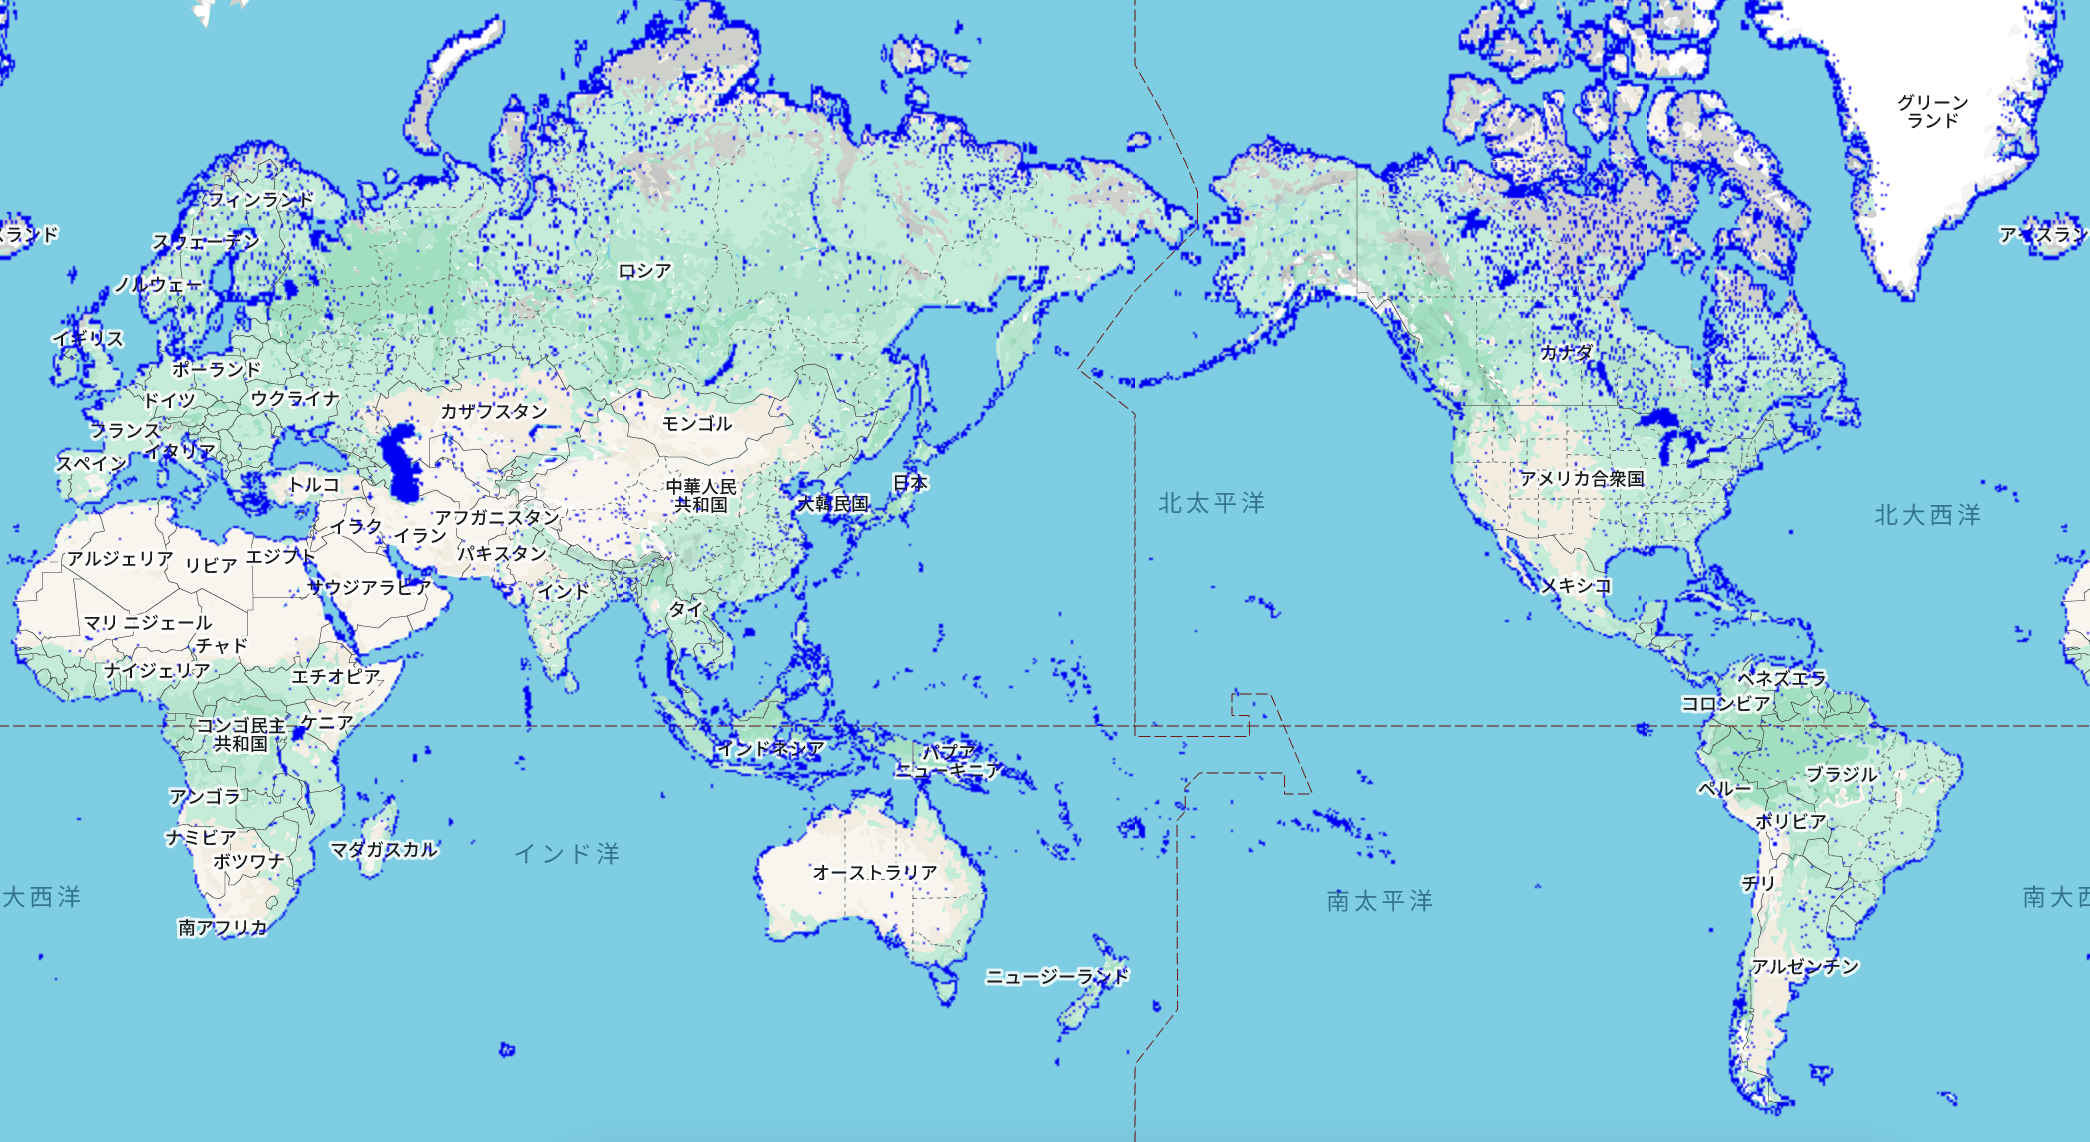 グリーン
ランド
フィンランド
スウェーデン
ランド
アイスラン
ロシア
ノルウェー
イギリス
カナダ
ポーランド
ドイツ
ウクライナ
カザフスタン
モンゴル
フランス
イタリア
スペイン
トルコ
中華人民
共和国
大韓民国
日本
アメリカ合衆国
北太平洋
北大西洋
イラク
イラン
アフガニスタン
パキスタン
アルジェリア
リビア
エジプト
サウジアラビア
インド
メキシコ
タイ
マリ
ニジェール
チャド
ナイジェリア
エチオピア
ベネズエラ
コロンビア
コンゴ民主
共和国
ケニア
インドネシア
パプア
ニューギニア
ブラジル
ペルー
アンゴラ
ボリビア
ナミビア
ボツワナ
マダガスカル
インド洋
オーストラリア
チリ
大西洋
南太平洋
南大西
南アフリカ
ニュージーランド
アルゼンチン